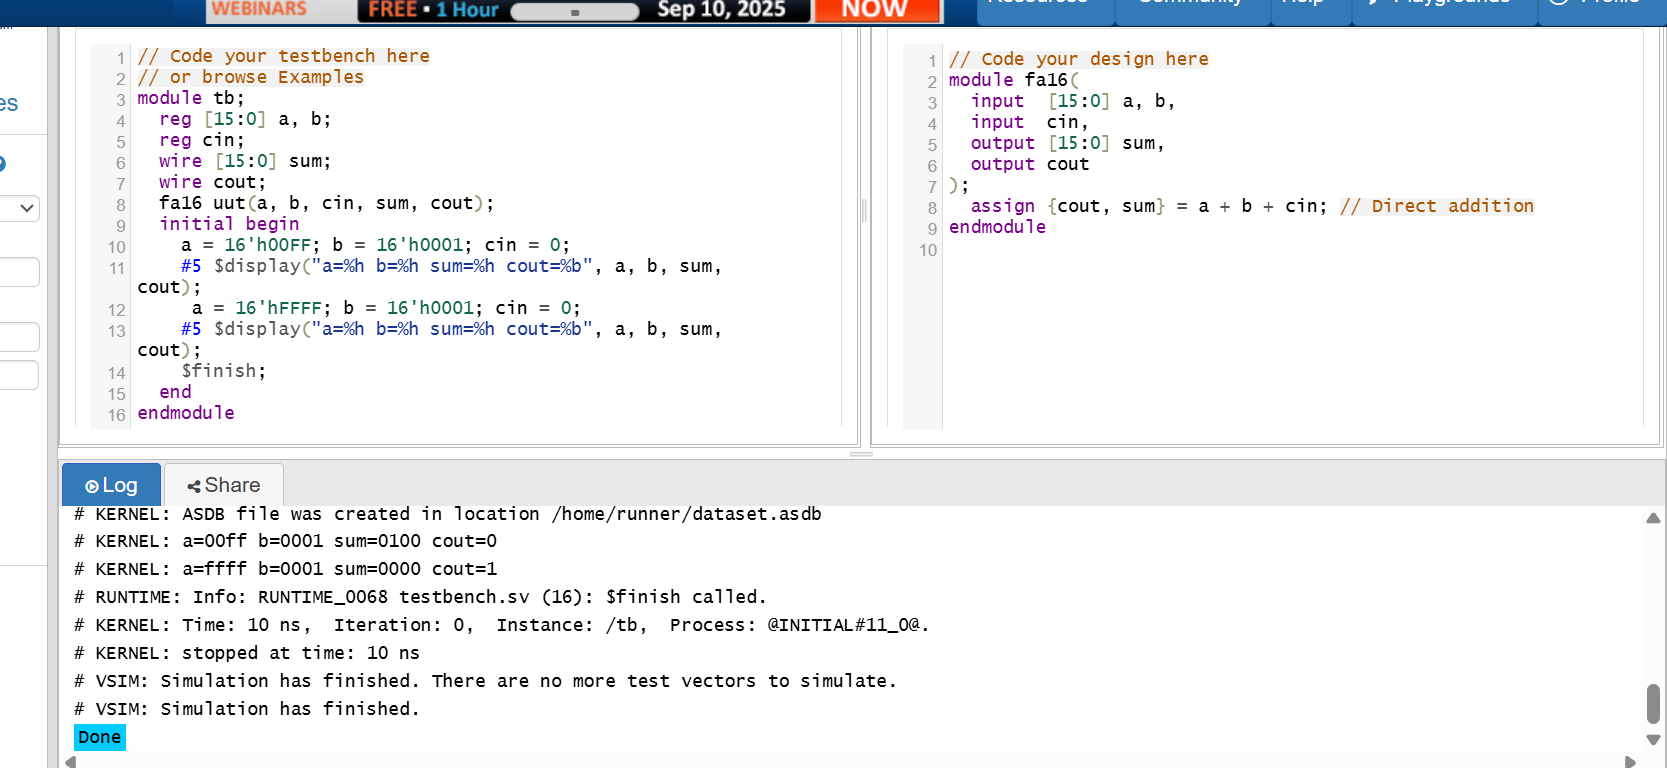 WEBINARS FREE • 1 Hour Sep 10, 2025 NOW
es
1 // Code your testbench here
2 // or browse Examples
3 module tb;
4 reg [15:0] a, b;
5 reg cin;
6 wire [15:0] sum;
7 wire cout;
8 fa16 uut(a, b, cin, sum, cout);
9 initial begin
10 a = 16'h00FF; b = 16'h0001; cin = 0;
11 #5 $display("a=%h b=%h sum=%h cout=%b", a, b, sum,
cout);
12 a = 16'hFFFF; b = 16'h0001; cin = 0;
13 #5 $display("a=%h b=%h sum=%h cout=%b", a, b, sum,
cout);
14 $finish;
15 end
16 endmodule
1 // Code your design here
2 module fa16(
3 input [15:0] a, b,
4 input cin,
5 output [15:0] sum,
6 output cout
7 );
8 assign {cout, sum} = a + b + cin; // Direct addition
9 endmodule
10
Log Share
# KERNEL: ASDB file was created in location /home/runner/dataset.asdb
# KERNEL: a=00ff b=0001 sum=0100 cout=0
# KERNEL: a=ffff b=0001 sum=0000 cout=1
# RUNTIME: Info: RUNTIME_0068 testbench.sv (16): $finish called.
# KERNEL: Time: 10 ns, Iteration: 0, Instance: /tb, Process: @INITIAL#11_0@.
# KERNEL: stopped at time: 10 ns
# VSIM: Simulation has finished. There are no more test vectors to simulate.
# VSIM: Simulation has finished.
Done